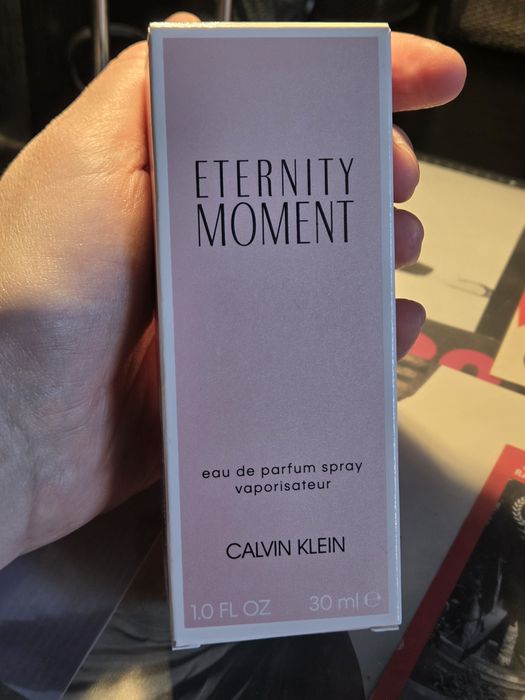 ETERNITY
MOMENT
eau de parfum spray
vaporisateur
CALVIN KLEIN
1.0 FL OZ 30 ml ℮